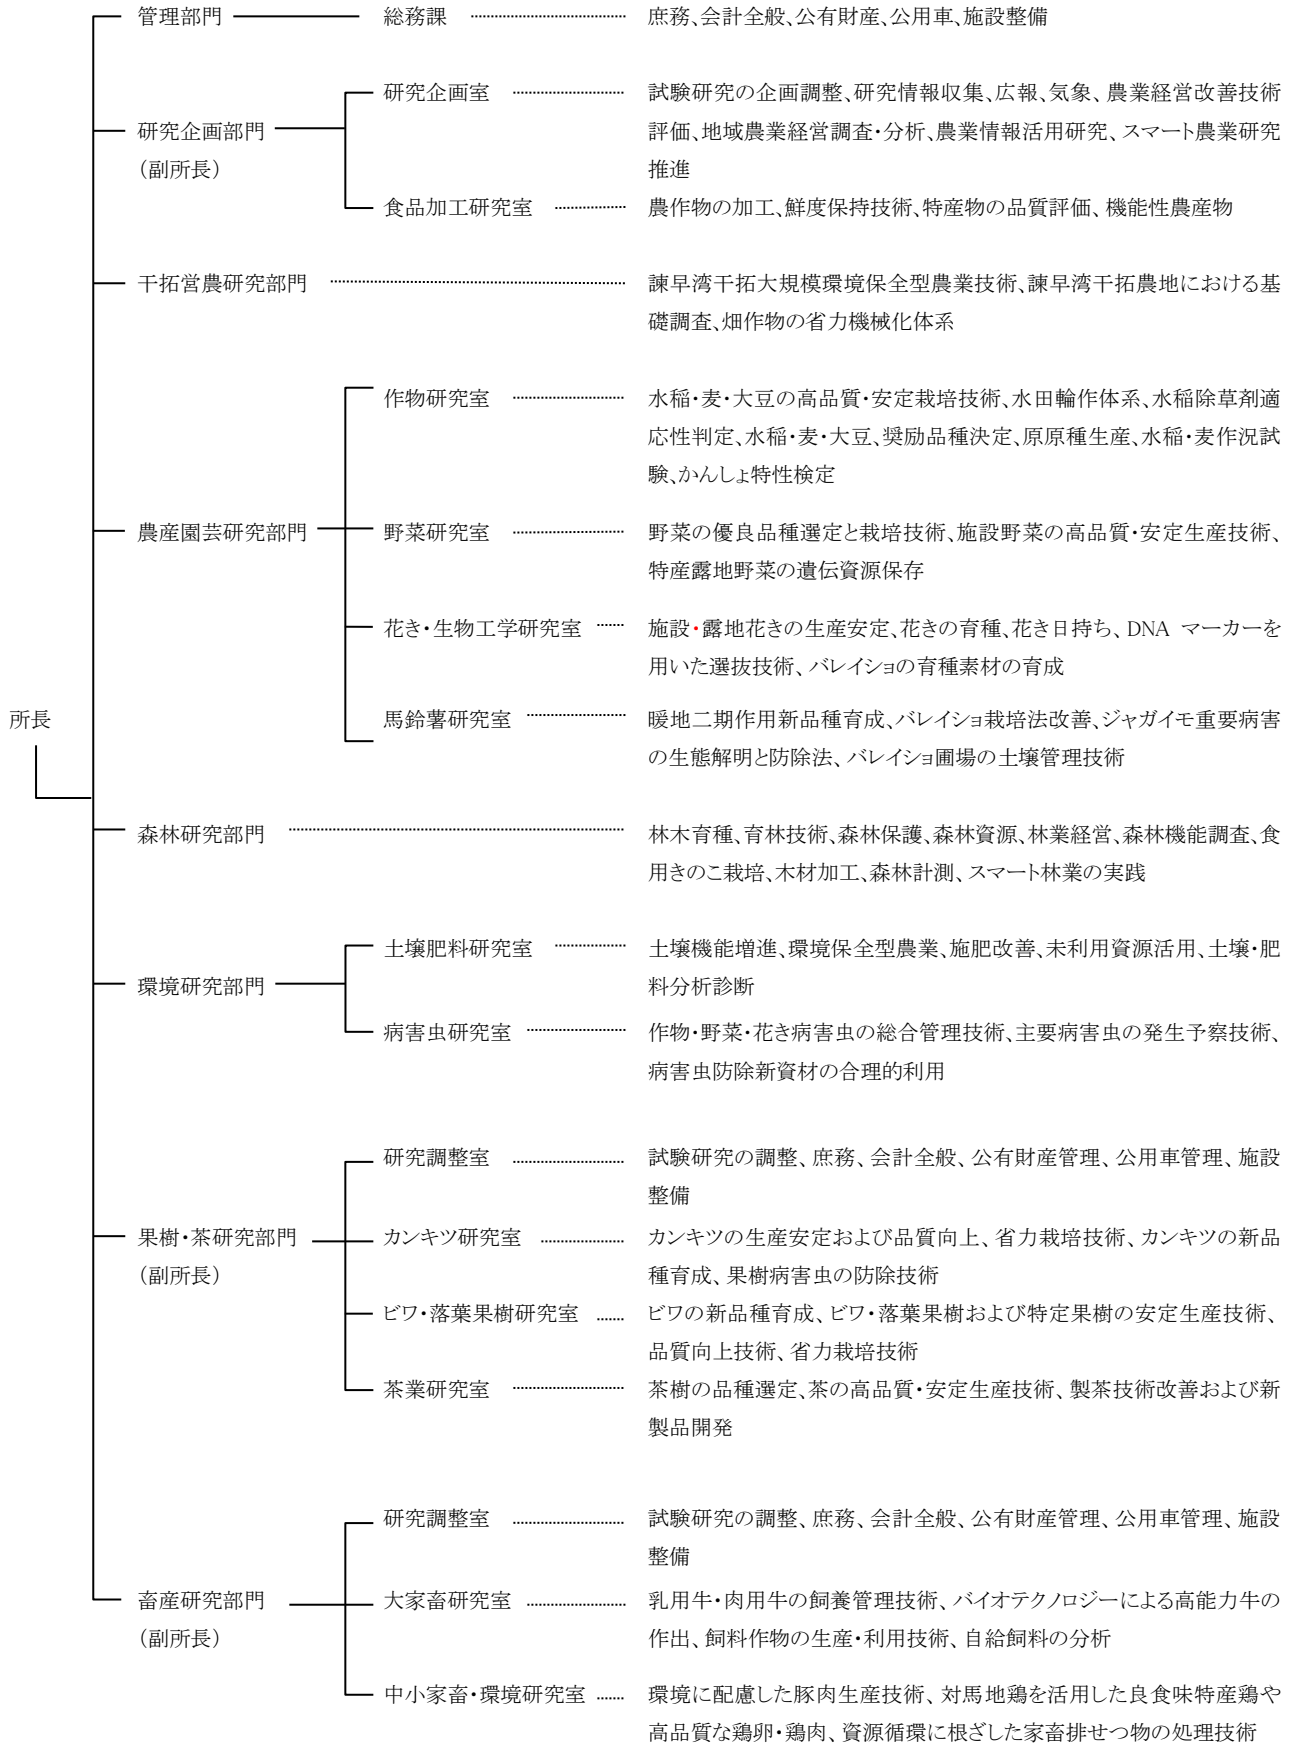 管理部門 総務課 庶務、会計全般、公有財産、公用車、施設整備
研究企画室 試験研究の企画調整、研究情報収集、広報、気象、農業経営改善技術
研究企画部門 評価、地域農業経営調査・分析、農業情報活用研究、スマート農業研究
（副所長） 推進
食品加工研究室 農作物の加工、鮮度保持技術、特産物の品質評価、機能性農産物
干拓営農研究部門 諫早湾干拓大規模環境保全型農業技術、諫早湾干拓農地における基
礎調査、畑作物の省力機械化体系
作物研究室 水稲・麦・大豆の高品質・安定栽培技術、水田輪作体系、水稲除草剤適
応性判定、水稲・麦・大豆、奨励品種決定、原原種生産、水稲・麦作況試
験、かんしょ特性検定
農産園芸研究部門 野菜研究室 野菜の優良品種選定と栽培技術、施設野菜の高品質・安定生産技術、
特産露地野菜の遺伝資源保存
花き・生物工学研究室 施設・露地花きの生産安定、花きの育種、花き日持ち、DNA マーカーを
用いた選抜技術、バレイショの育種素材の育成
所長 馬鈴薯研究室 暖地二期作用新品種育成、バレイショ栽培法改善、ジャガイモ重要病害
の生態解明と防除法、バレイショ圃場の土壌管理技術
森林研究部門 林木育種、育林技術、森林保護、森林資源、林業経営、森林機能調査、食
用きのこ栽培、木材加工、森林計測、スマート林業の実践
土壌肥料研究室 土壌機能増進、環境保全型農業、施肥改善、未利用資源活用、土壌・肥
環境研究部門 料分析診断
病害虫研究室 作物・野菜・花き病害虫の総合管理技術、主要病害虫の発生予察技術、
病害虫防除新資材の合理的利用
研究調整室 試験研究の調整、庶務、会計全般、公有財産管理、公用車管理、施設
整備
果樹・茶研究部門 カンキツ研究室 カンキツの生産安定および品質向上、省力栽培技術、カンキツの新品
（副所長） 種育成、果樹病害虫の防除技術
ビワ・落葉果樹研究室 ビワの新品種育成、ビワ・落葉果樹および特定果樹の安定生産技術、
品質向上技術、省力栽培技術
茶業研究室 茶樹の品種選定、茶の高品質・安定生産技術、製茶技術改善および新
製品開発
研究調整室 試験研究の調整、庶務、会計全般、公有財産管理、公用車管理、施設
整備
畜産研究部門 大家畜研究室 乳用牛・肉用牛の飼養管理技術、バイオテクノロジーによる高能力牛の
（副所長） 作出、飼料作物の生産・利用技術、自給飼料の分析
中小家畜・環境研究室 環境に配慮した豚肉生産技術、対馬地鶏を活用した良食味特産鶏や
高品質な鶏卵・鶏肉、資源循環に根ざした家畜排せつ物の処理技術